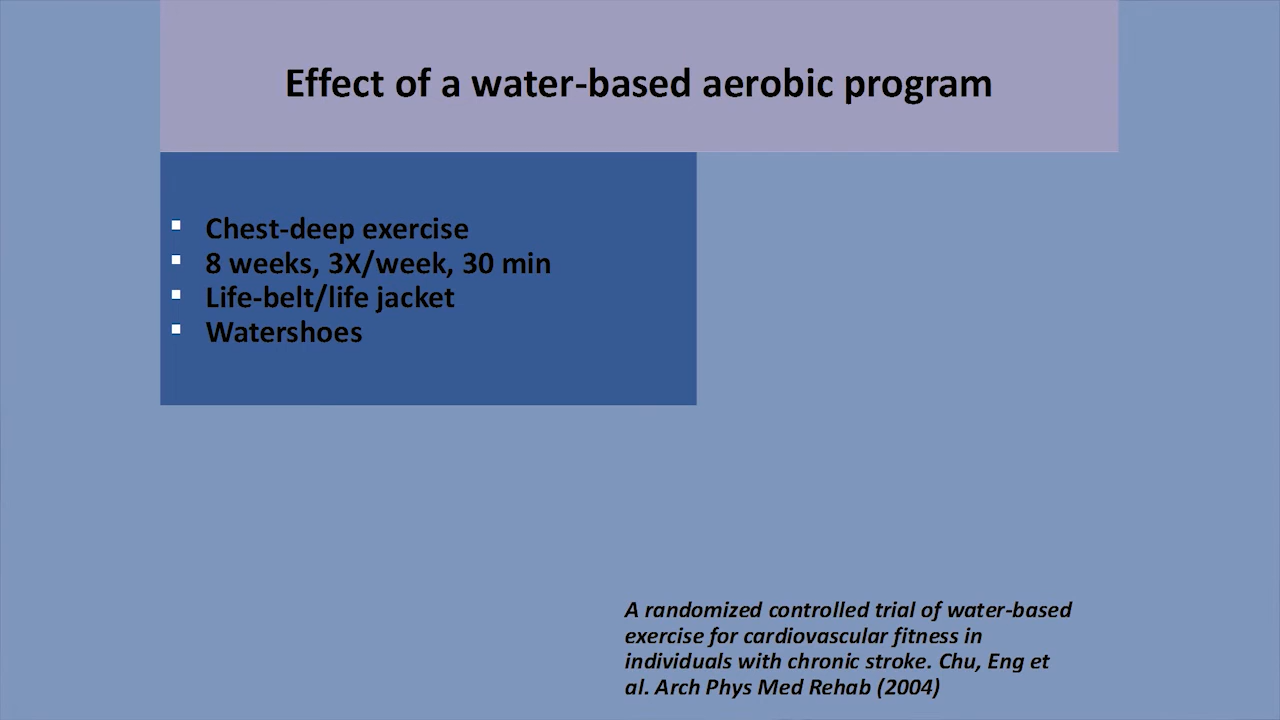 Effect of a water-based aerobic program
▪ Chest-deep exercise
▪ 8 weeks, 3X/week, 30 min
▪ Life-belt/life jacket
▪ Watershoes
A randomized controlled trial of water-based
exercise for cardiovascular fitness in
individuals with chronic stroke. Chu, Eng et
al. Arch Phys Med Rehab (2004)